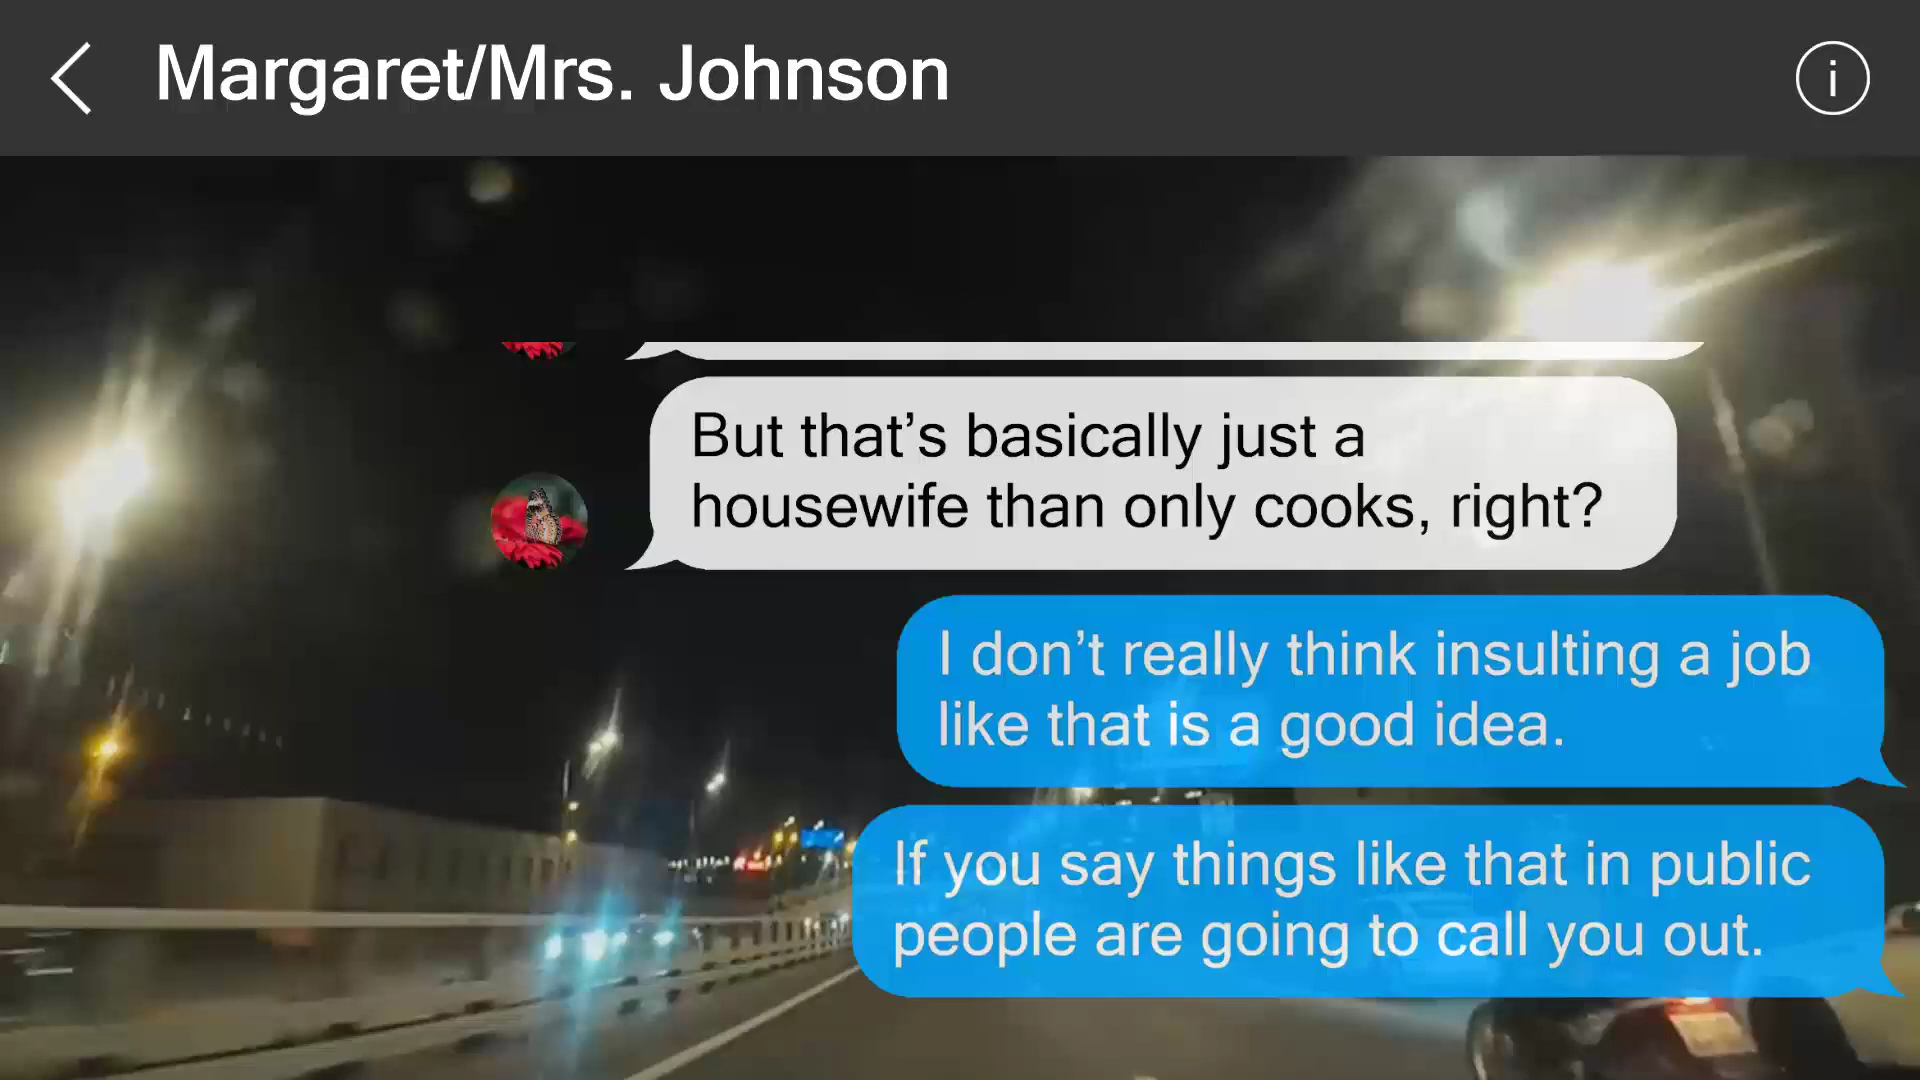 Margaret/Mrs. Johnson
But that’s basically just a
housewife than only cooks, right?
I don’t really think insulting a job
like that is a good idea.
If you say things like that in public
people are going to call you out.